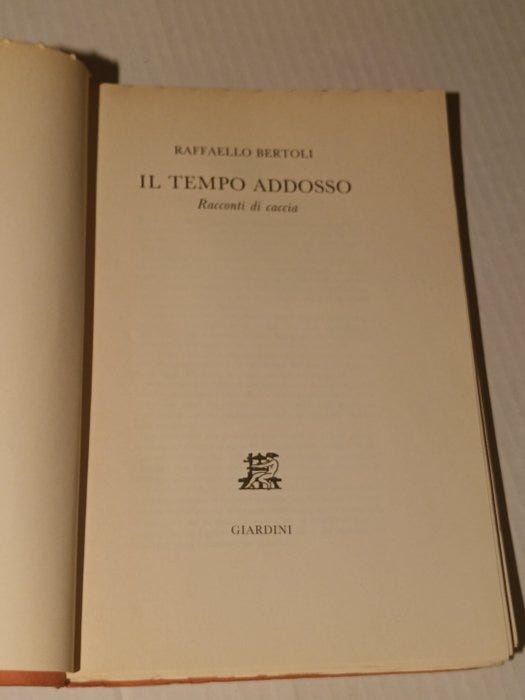 RAFFAELLO BERTOLI
IL TEMPO ADDOSSO
Racconti di caccia
GIARDINI